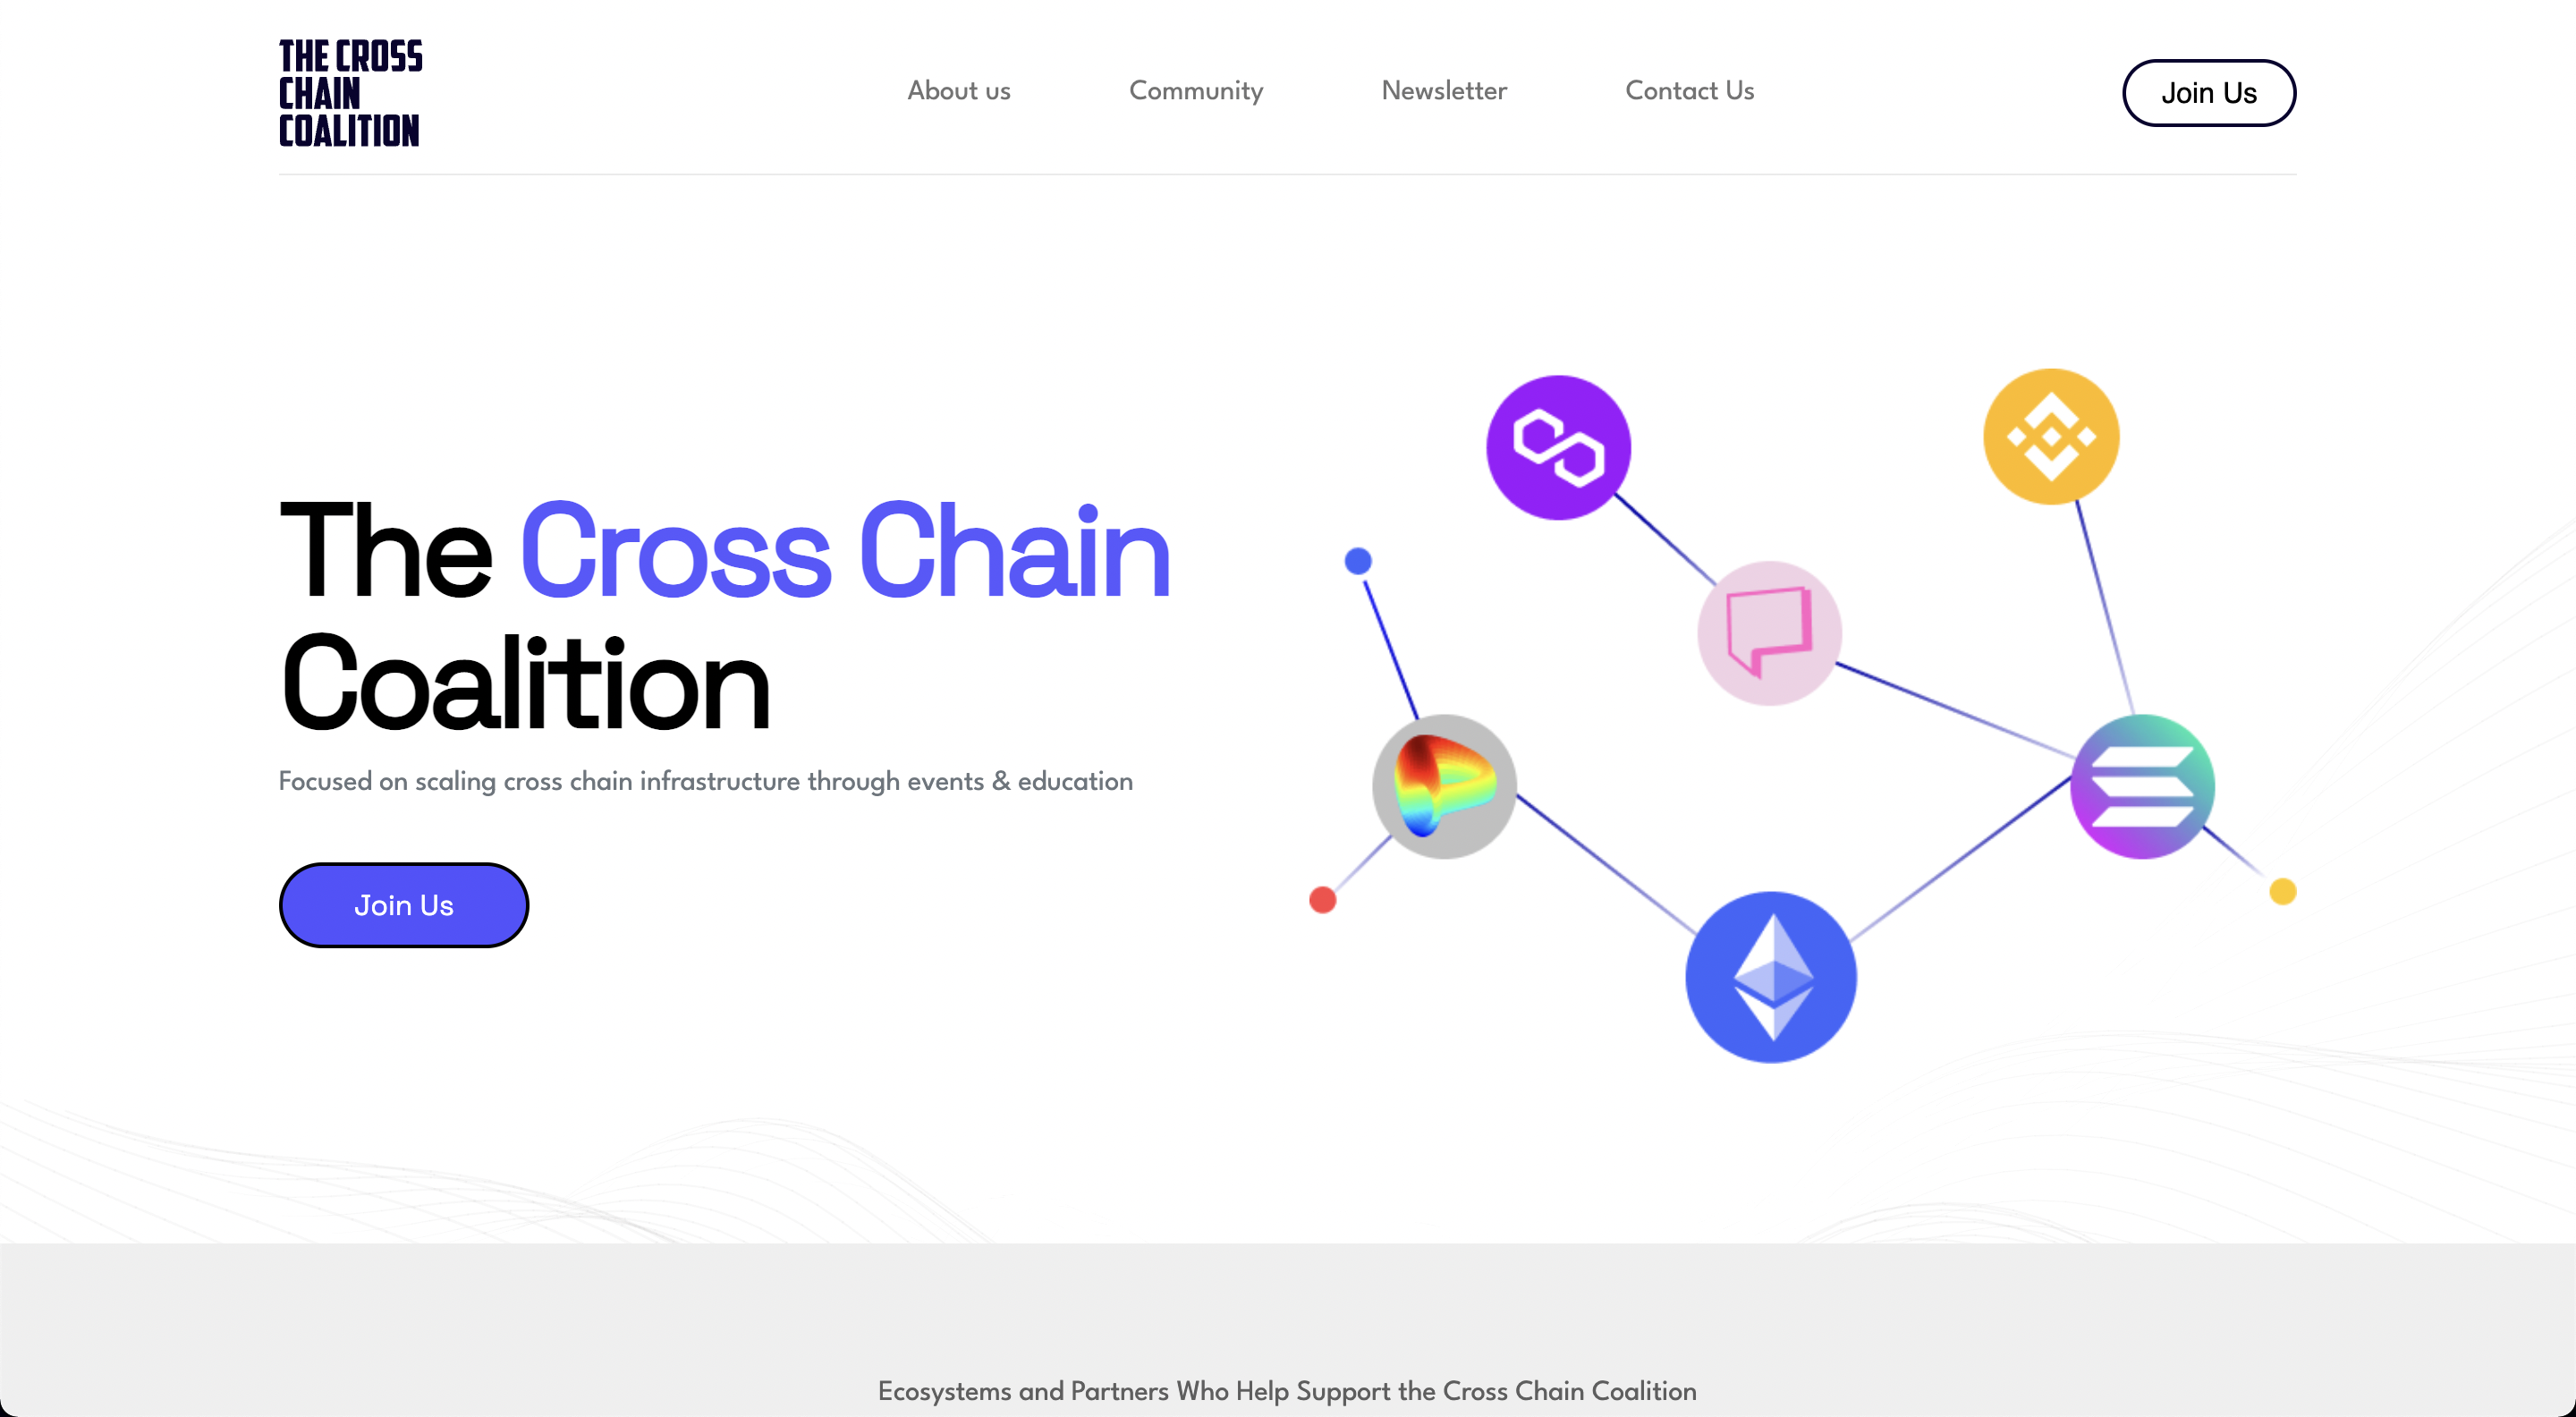 THE CROSS
CHAIN
COALITION
About us
Community
Newsletter
Contact Us
Join Us
The Cross Chain
Coalition
Focused on scaling cross chain infrastructure through events & education
Join Us
Ecosystems and Partners Who Help Support the Cross Chain Coalition